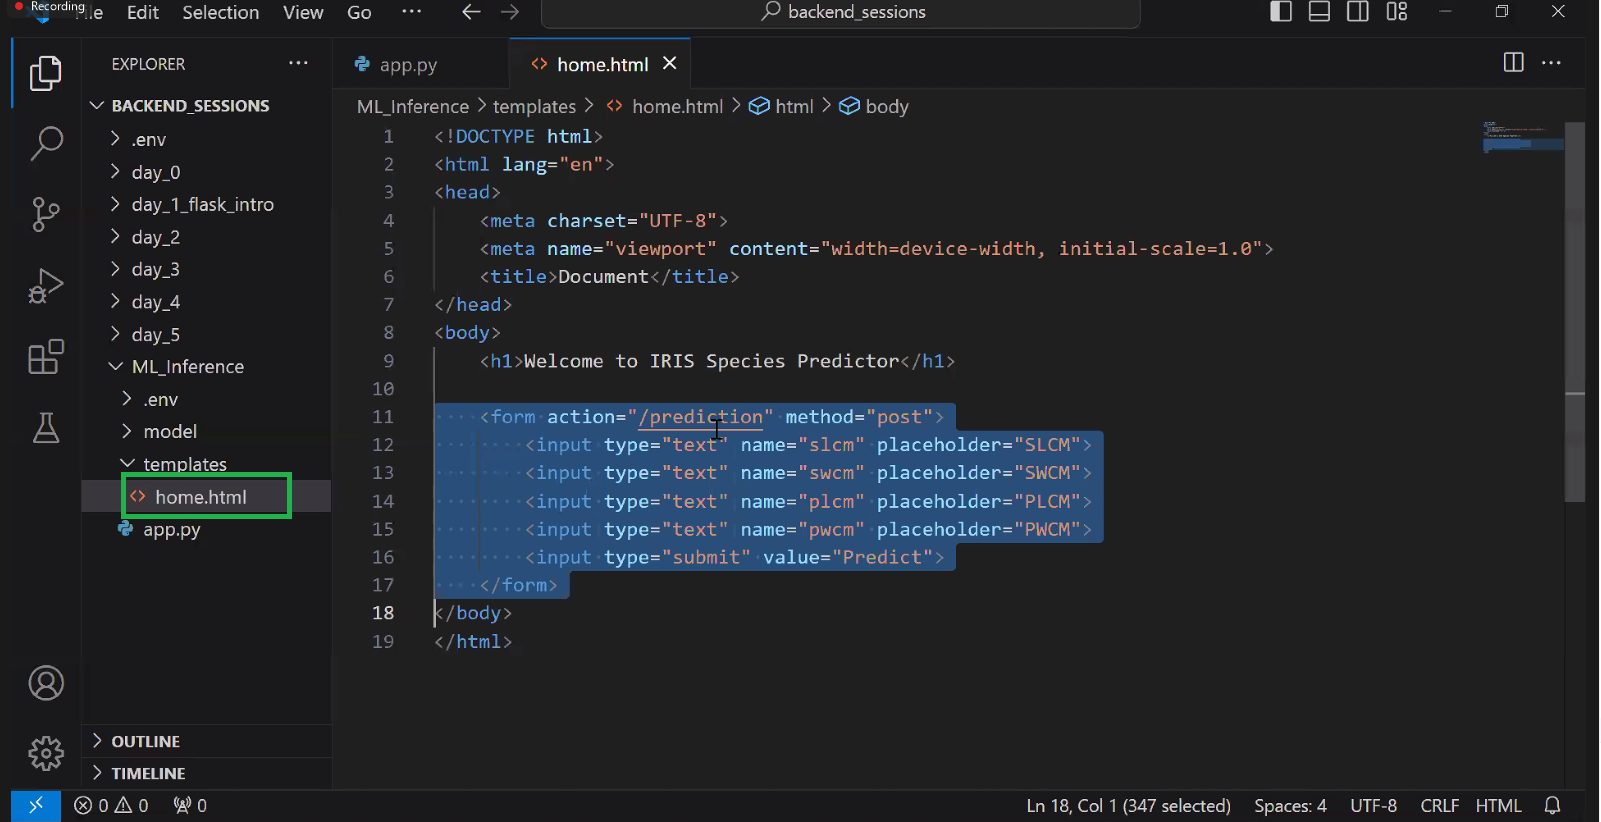 Recording
File Edit Selection View Go ···
backend_sessions
EXPLORER ···
app.py
home.html
BACKEND_SESSIONS
.env
day_0
day_1_flask_intro
day_2
day_3
day_4
day_5
ML_Inference
.env
model
templates
home.html
app.py
OUTLINE
TIMELINE
ML_Inference > templates > home.html > html > body
1 <!DOCTYPE html>
2 <html lang="en">
3 <head>
4 <meta charset="UTF-8">
5 <meta name="viewport" content="width=device-width, initial-scale=1.0">
6 <title>Document</title>
7 </head>
8 <body>
9 <h1>Welcome to IRIS Species Predictor</h1>
10
11 <form action="/prediction" method="post">
12 <input type="text" name="slcm" placeholder="SLCM">
13 <input type="text" name="swcm" placeholder="SWCM">
14 <input type="text" name="plcm" placeholder="PLCM">
15 <input type="text" name="pwcm" placeholder="PWCM">
16 <input type="submit" value="Predict">
17 </form>
18 </body>
19 </html>
0 0 0 Ln 18, Col 1 (347 selected) Spaces: 4 UTF-8 CRLF HTML